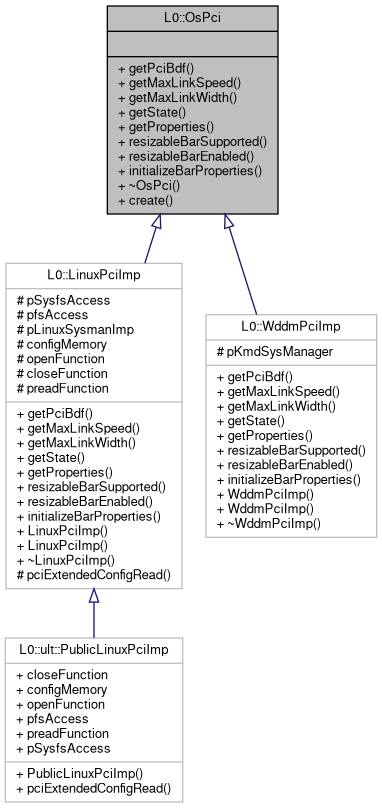 L0::OsPci
+ getPciBdf()
+ getMaxLinkSpeed()
+ getMaxLinkWidth()
+ getState()
+ getProperties()
+ resizableBarSupported()
+ resizableBarEnabled()
+ initializeBarProperties()
+ ~OsPci()
+ create()
L0::LinuxPciImp
# pSysfsAccess
# pfsAccess
# pLinuxSysmanImp
# configMemory
# openFunction
# closeFunction
# preadFunction
+ getPciBdf()
+ getMaxLinkSpeed()
+ getMaxLinkWidth()
+ getState()
+ getProperties()
+ resizableBarSupported()
+ resizableBarEnabled()
+ initializeBarProperties()
+ LinuxPciImp()
+ LinuxPciImp()
+ ~LinuxPciImp()
# pciExtendedConfigRead()
L0::WddmPciImp
# pKmdSysManager
+ getPciBdf()
+ getMaxLinkSpeed()
+ getMaxLinkWidth()
+ getState()
+ getProperties()
+ resizableBarSupported()
+ resizableBarEnabled()
+ initializeBarProperties()
+ WddmPciImp()
+ WddmPciImp()
+ ~WddmPciImp()
L0::ult::PublicLinuxPciImp
+ closeFunction
+ configMemory
+ openFunction
+ pfsAccess
+ preadFunction
+ pSysfsAccess
+ PublicLinuxPciImp()
+ pciExtendedConfigRead()